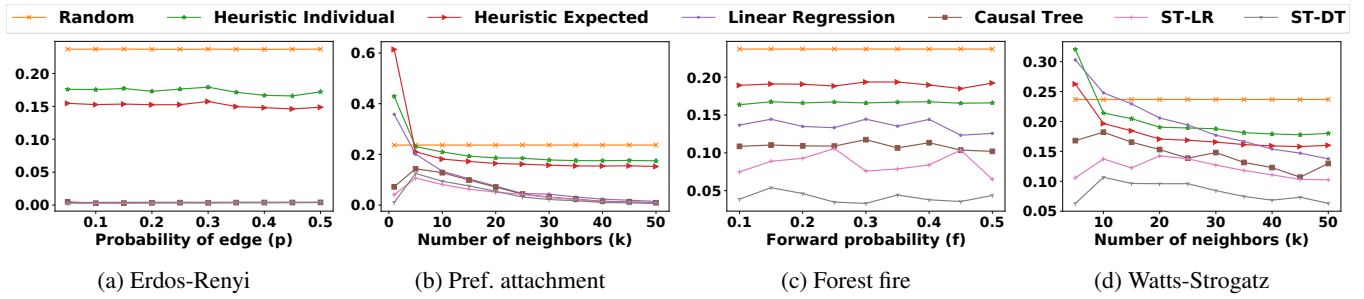 Random Heuristic Individual Heuristic Expected Linear Regression Causal Tree ST-LR ST-DT
0.20
0.15
0.10
0.05
0.00
0.1 0.2 0.3 0.4 0.5
Probability of edge (p)
(a) Erdos-Renyi
0.6
0.4
0.2
0.0
0 10 20 30 40 50
Number of neighbors (k)
(b) Pref. attachment
0.20
0.15
0.10
0.05
0.1 0.2 0.3 0.4 0.5
Forward probability (f)
(c) Forest fire
0.30
0.25
0.20
0.15
0.10
0.05
10 20 30 40 50
Number of neighbors (k)
(d) Watts-Strogatz